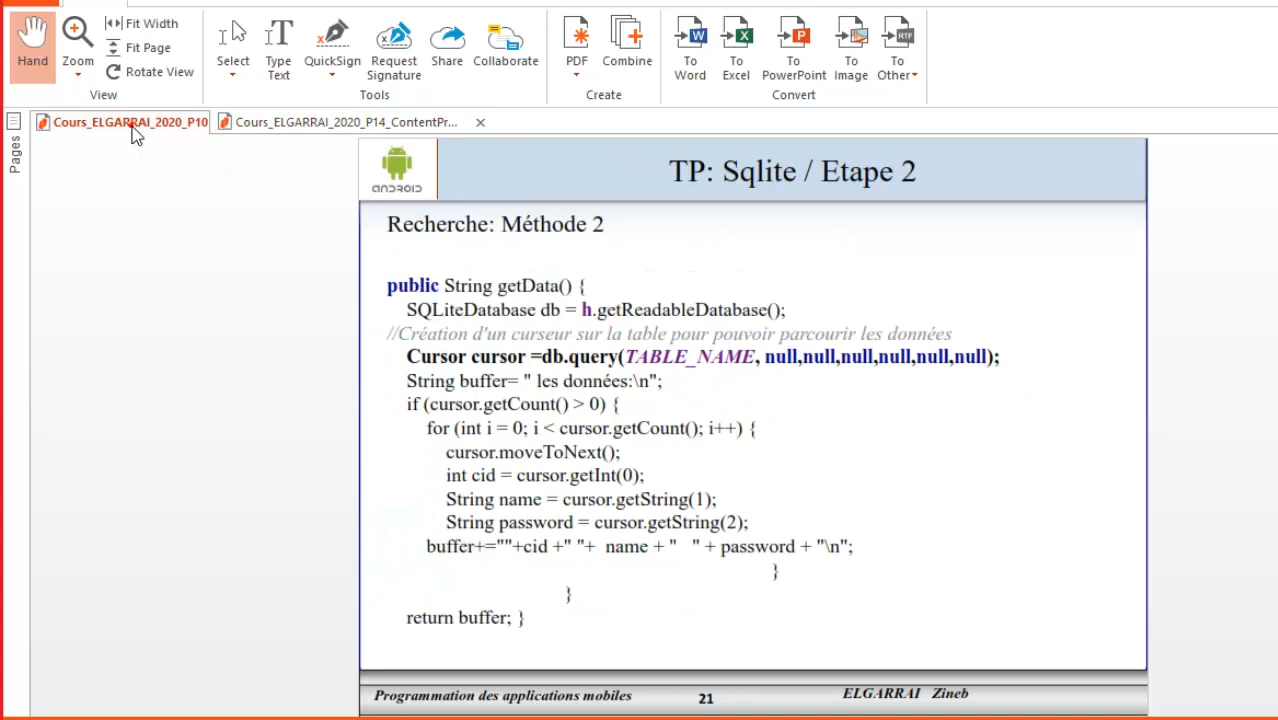 Hand
Zoom
Fit Width
Fit Page
Rotate View
View
Select
Type Text
QuickSign
Request Signature
Share
Collaborate
Tools
PDF
Combine
Create
To Word
To Excel
To PowerPoint
To Image
To Other
Convert
Pages
Cours_ELGARRAI_2020_P10
Cours_ELGARRAI_2020_P14_ContentPr...
ANDROID
TP: Sqlite / Etape 2
Recherche: Méthode 2
public String getData() {
SQLiteDatabase db = h.getReadableDatabase();
//Création d'un curseur sur la table pour pouvoir parcourir les données
Cursor cursor =db.query(TABLE_NAME, null,null,null,null,null,null);
String buffer= " les données:\n";
if (cursor.getCount() > 0) {
for (int i = 0; i < cursor.getCount(); i++) {
cursor.moveToNext();
int cid = cursor.getInt(0);
String name = cursor.getString(1);
String password = cursor.getString(2);
buffer+=""+cid +" "+ name + " " + password + "\n";
}
}
return buffer; }
Programmation des applications mobiles
21
ELGARRAI Zineb